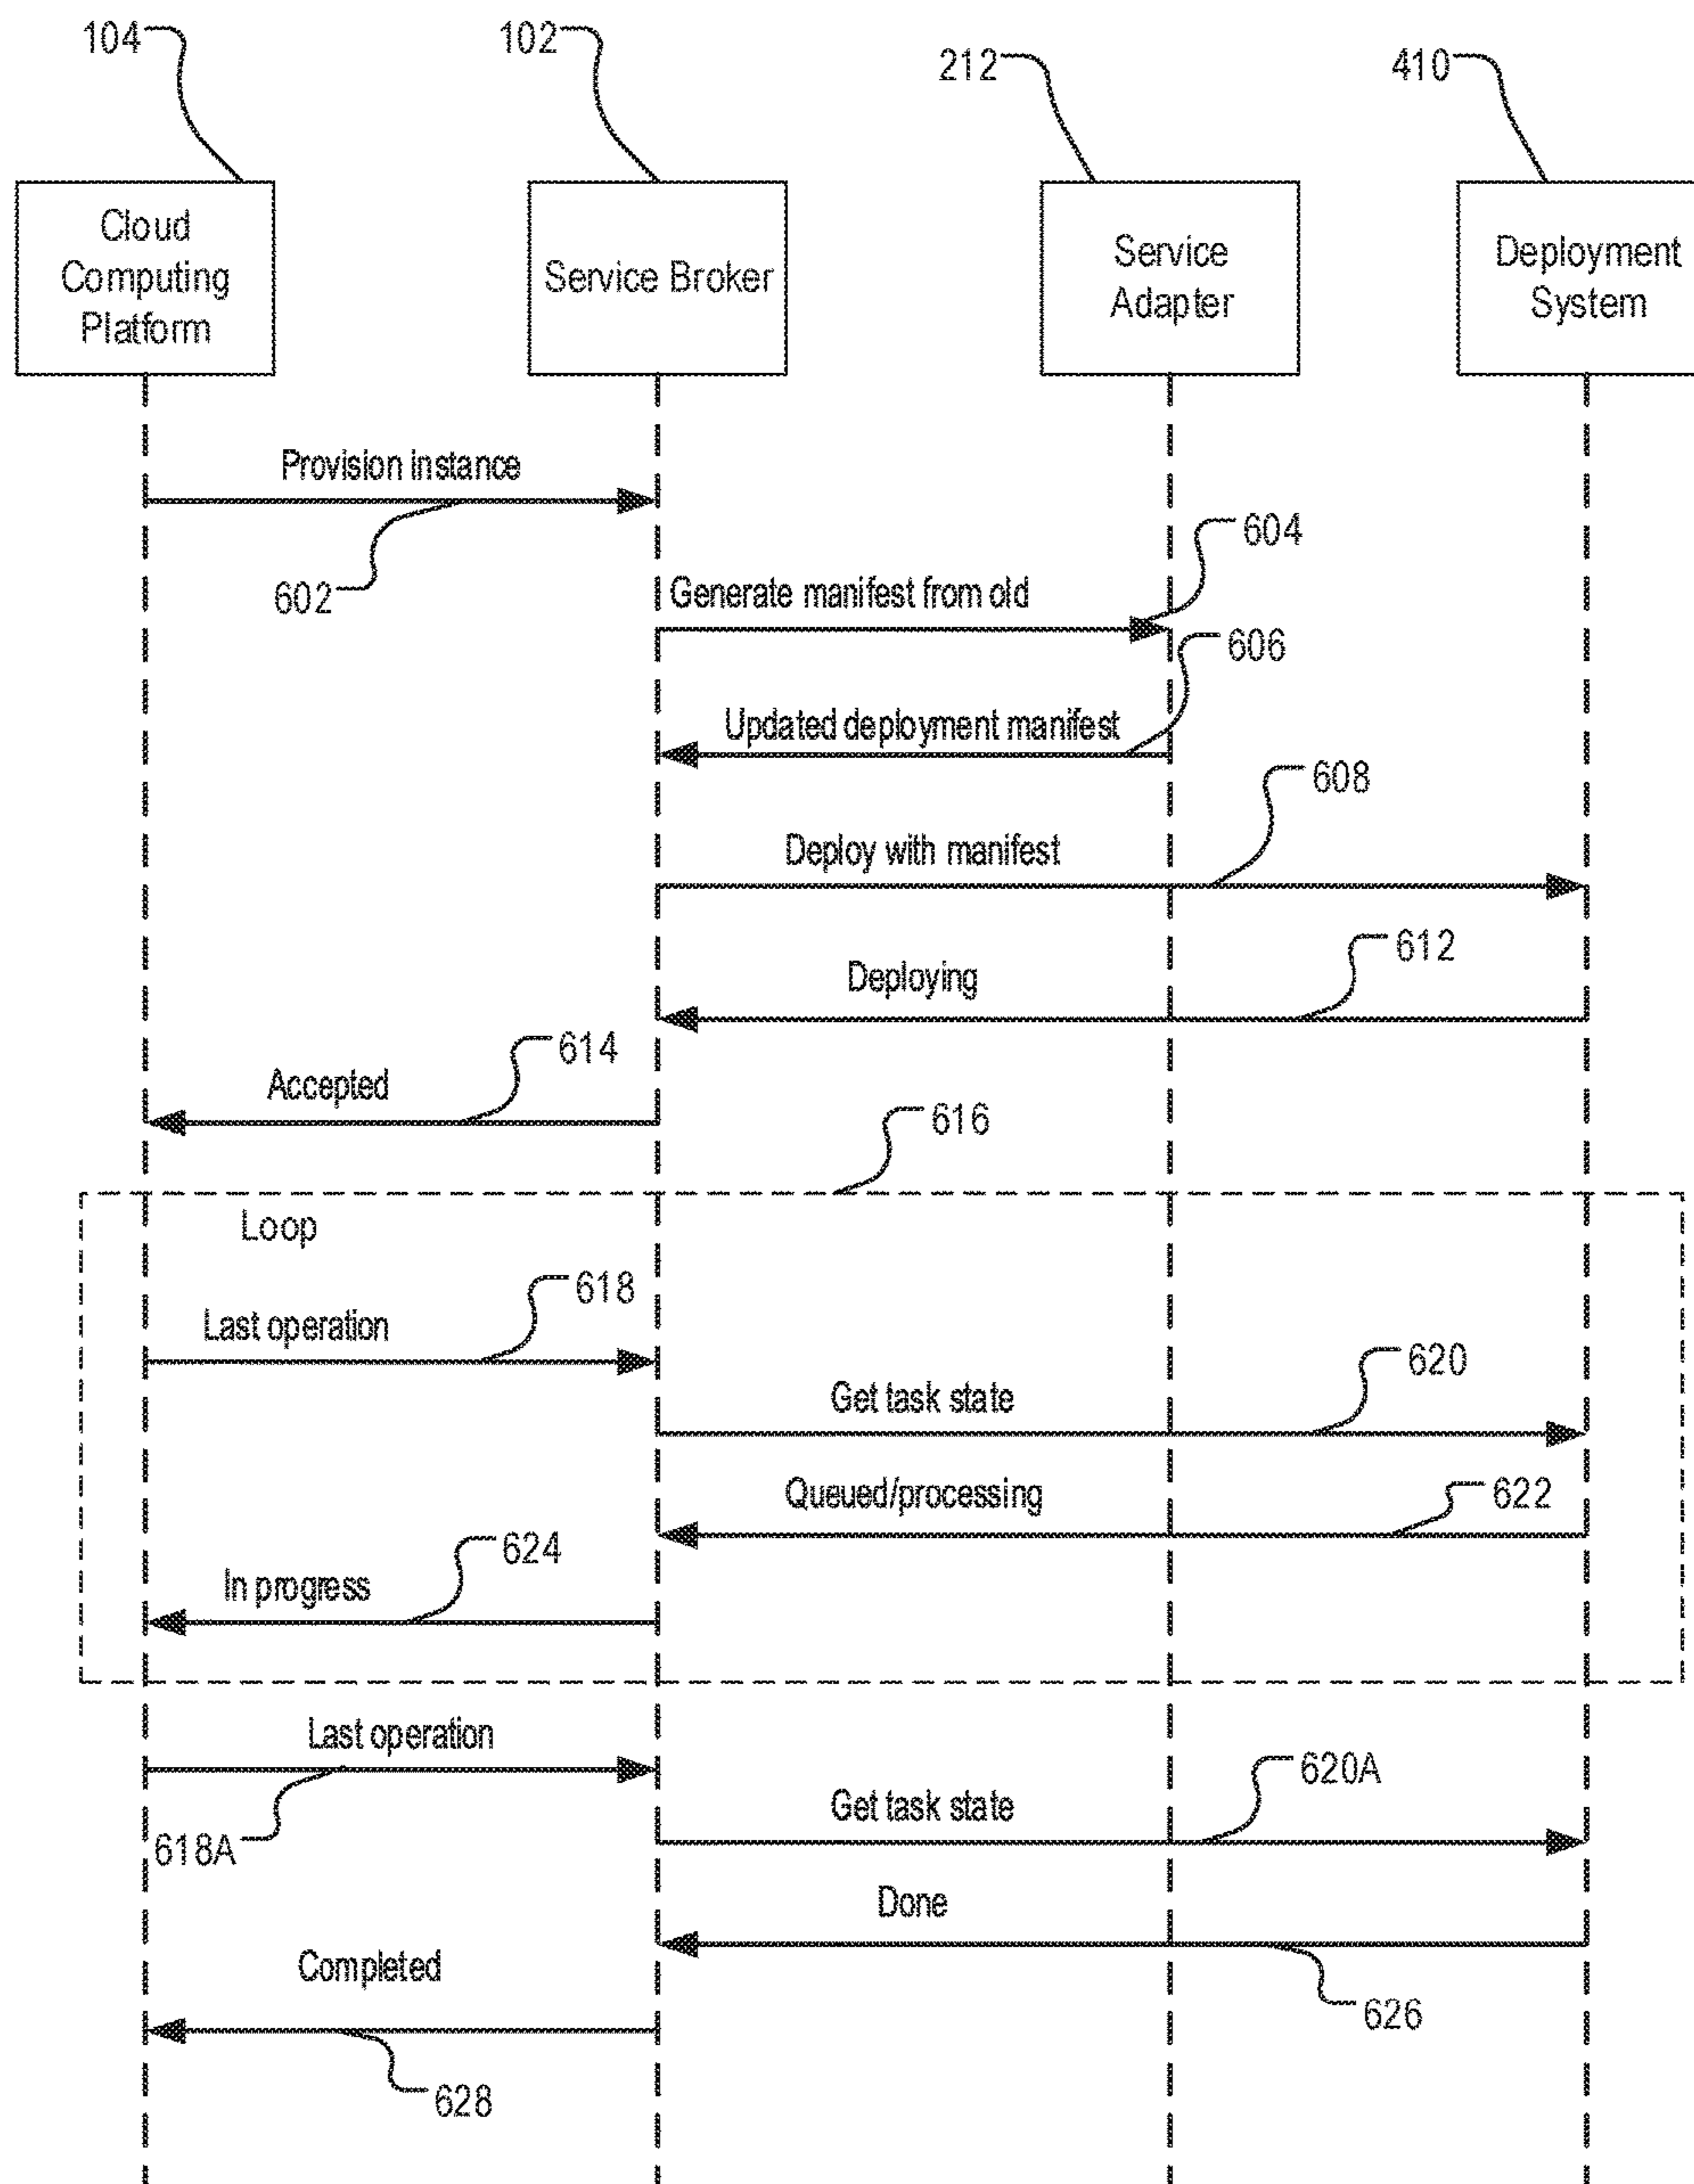 104
102
212
410
Cloud
Computing
Platform
Service Broker
Service
Adapter
Deployment
System
Provision instance
602
604
Generate manifest from old
606
Updated deployment manifest
608
Deploy with manifest
612
Deploying
614
Accepted
616
Loop
618
Last operation
620
Get task state
622
Queued/processing
624
In progress
Last operation
618A
620A
Get task state
Done
626
Completed
628